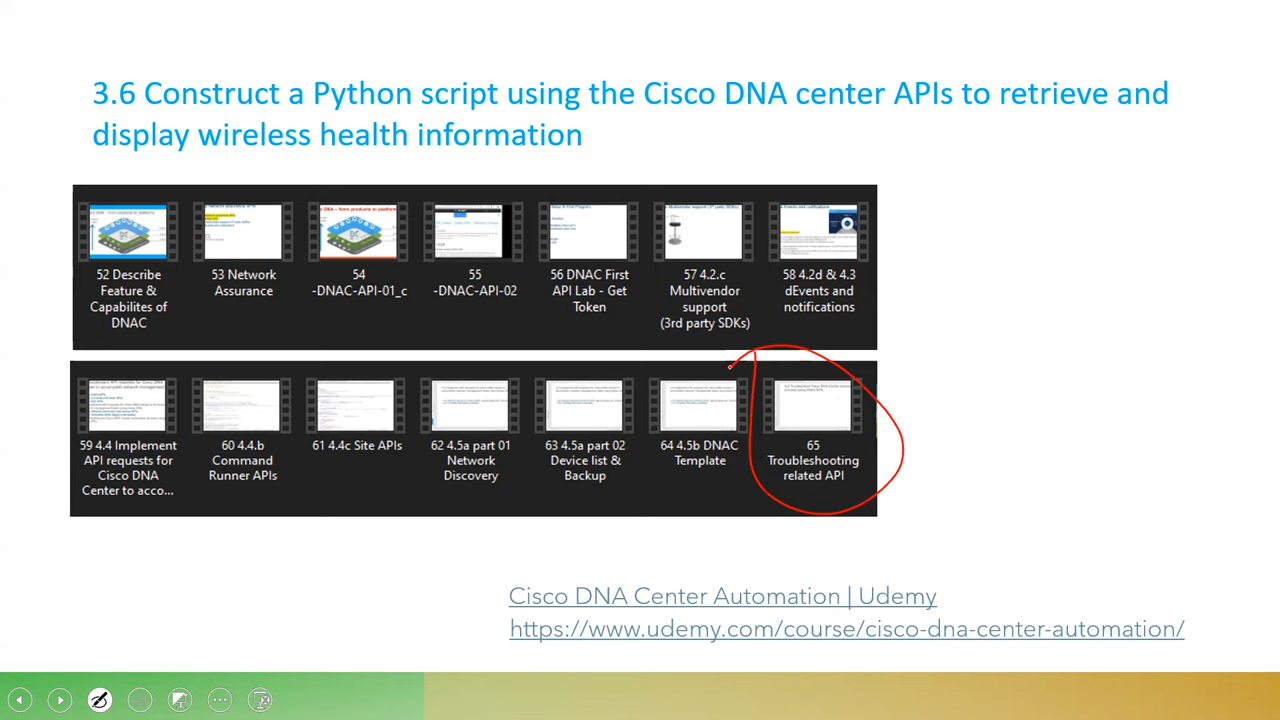 3.6 Construct a Python script using the Cisco DNA center APIs to retrieve and
display wireless health information
52 Describe
Feature &
Capabilites of
DNAC
53 Network
Assurance
54
-DNAC-API-01_c
55
-DNAC-API-02
56 DNAC First
API Lab - Get
Token
57 4.2.c
Multivendor
support
(3rd party SDKs)
58 4.2d & 4.3
dEvents and
notifications
59 4.4 Implement
API requests for
Cisco DNA
Center to acco...
60 4.4.b
Command
Runner APIs
61 4.4c Site APIs
62 4.5a part 01
Network
Discovery
63 4.5a part 02
Device list &
Backup
64 4.5b DNAC
Template
65
Troubleshooting
related API
Cisco DNA Center Automation | Udemy
https://www.udemy.com/course/cisco-dna-center-automation/